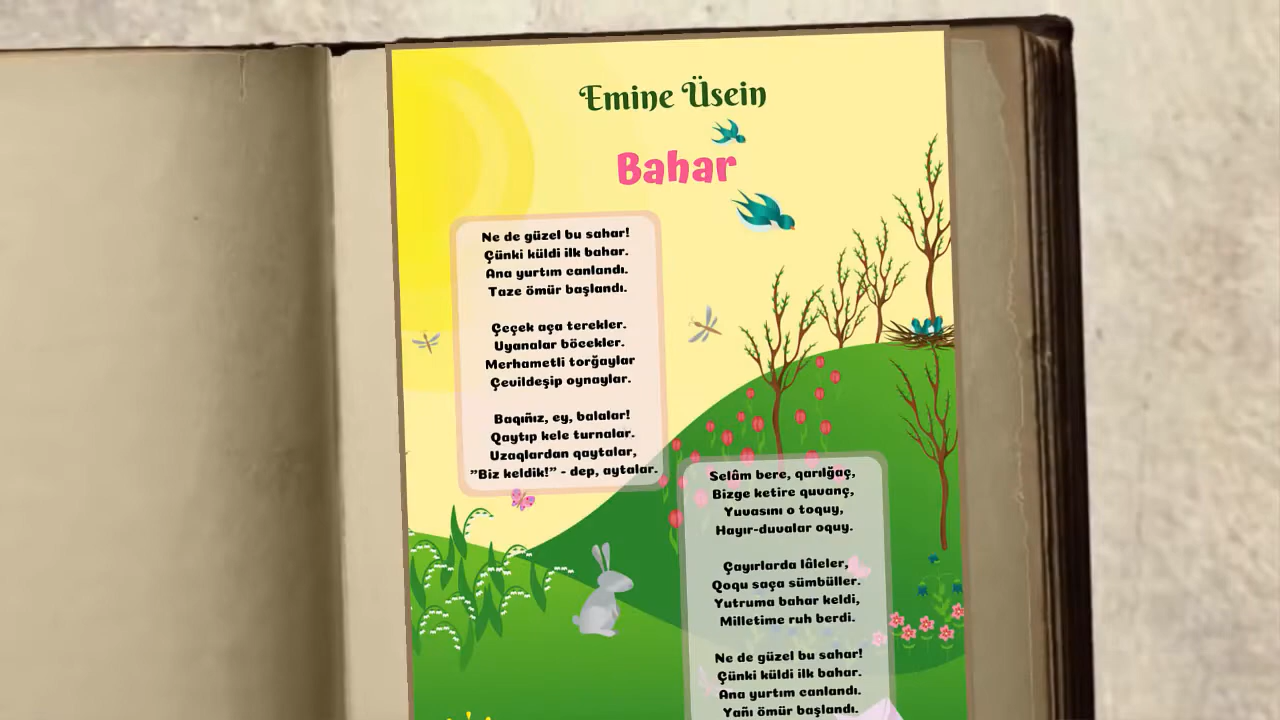 Emine Üsein
Bahar
Ne de güzel bu sahar!
Çünki küldi ilk bahar.
Ana yurtım canlandı.
Taze ömür başlandı.
Çeçek aça terekler.
Uyanalar böcekler.
Merhametli torğaylar
Çevildeşip oynaylar.
Baqıñız, ey, balalar!
Qaytıp kele turnalar.
Uzaqlardan qaytalar,
”Biz keldik!” - dep, aytalar.
Selâm bere, qarılğaç,
Bizge ketire quvanç,
Yuvasını o toquy,
Hayır-duvalar oquy.
Çayırlarda lâleler,
Qoqu saça sümbüller.
Yutruma bahar keldi,
Milletime ruh berdi.
Ne de güzel bu sahar!
Çünki küldi ilk bahar.
Ana yurtım canlandı.
Yañı ömür başlandı.